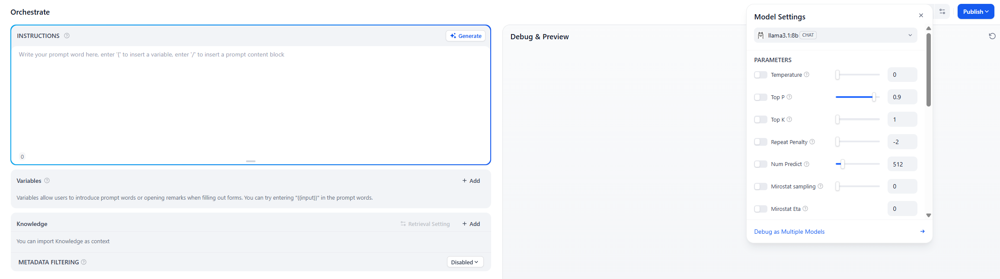 Orchestrate
Publish
INSTRUCTIONS
Generate
Write your prompt word here, enter '{' to insert a variable, enter '/' to insert a prompt content block
0
Variables
+ Add
Variables allow users to introduce prompt words or opening remarks when filling out forms. You can try entering "{{input}}" in the prompt words.
Knowledge
Retrieval Setting
+ Add
You can import Knowledge as context
METADATA FILTERING
Disabled
Debug & Preview
Model Settings
llama3.1:8b CHAT
PARAMETERS
Temperature 0
Top P 0.9
Top K 1
Repeat Penalty -2
Num Predict 512
Mirostat sampling 0
Mirostat Eta 0
Debug as Multiple Models